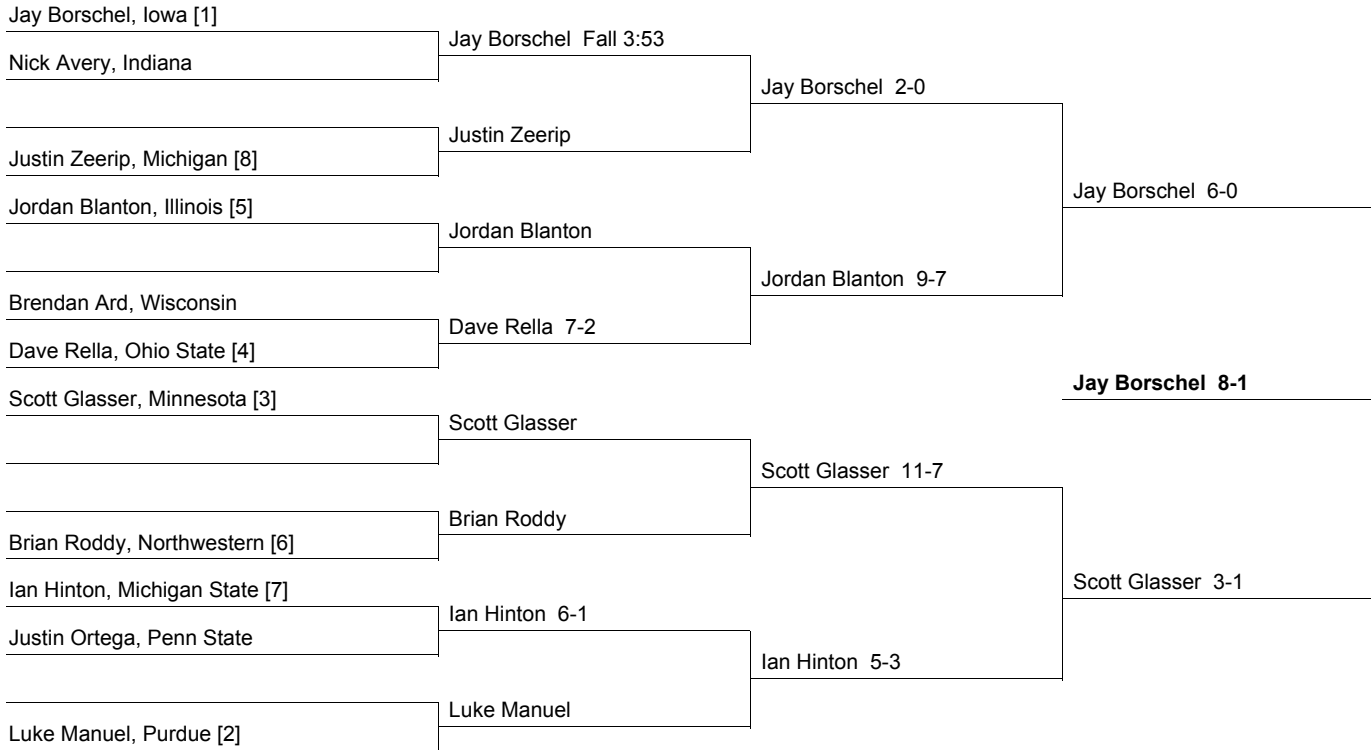 Jay Borschel, Iowa [1]
Jay Borschel Fall 3:53
Nick Avery, Indiana
Jay Borschel 2-0
Justin Zeerip
Justin Zeerip, Michigan [8]
Jay Borschel 6-0
Jordan Blanton, Illinois [5]
Jordan Blanton
Jordan Blanton 9-7
Brendan Ard, Wisconsin
Dave Rella 7-2
Dave Rella, Ohio State [4]
Jay Borschel 8-1
Scott Glasser, Minnesota [3]
Scott Glasser
Scott Glasser 11-7
Brian Roddy
Brian Roddy, Northwestern [6]
Scott Glasser 3-1
Ian Hinton, Michigan State [7]
Ian Hinton 6-1
Justin Ortega, Penn State
Ian Hinton 5-3
Luke Manuel
Luke Manuel, Purdue [2]